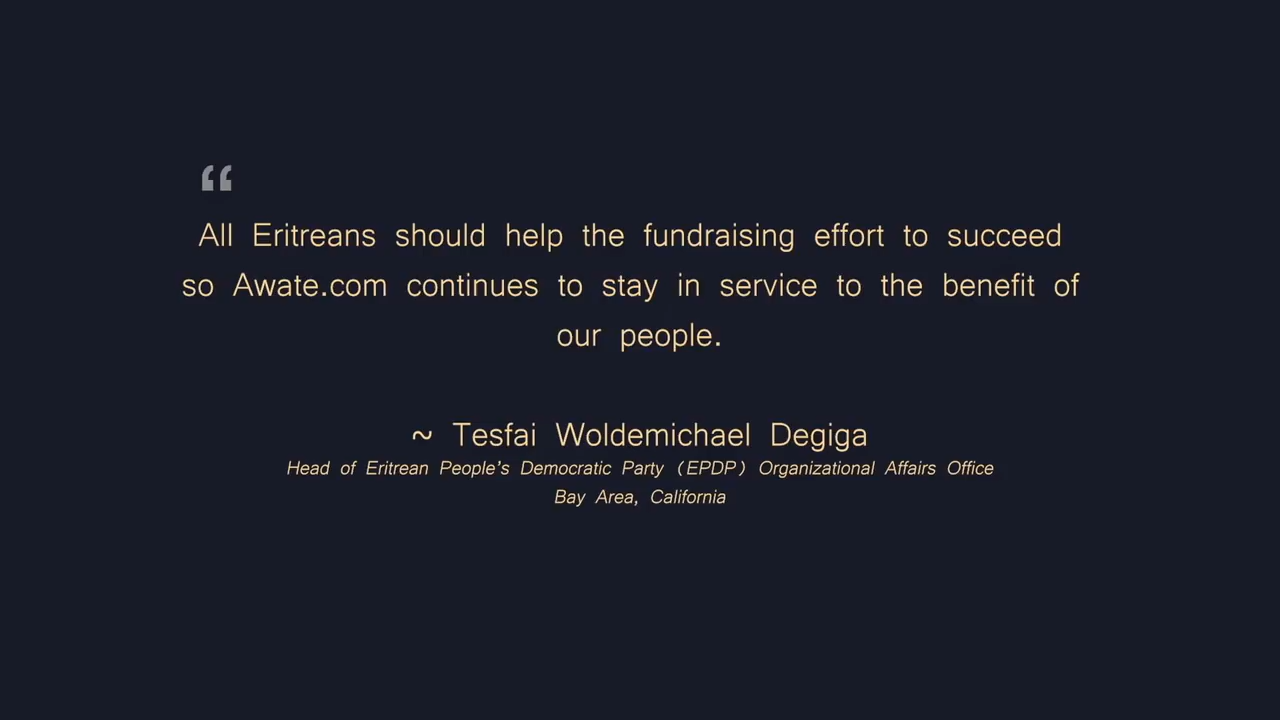 “
All Eritreans should help the fundraising effort to succeed
so Awate.com continues to stay in service to the benefit of
our people.
~ Tesfai Woldemichael Degiga
Head of Eritrean People's Democratic Party (EPDP) Organizational Affairs Office
Bay Area, California